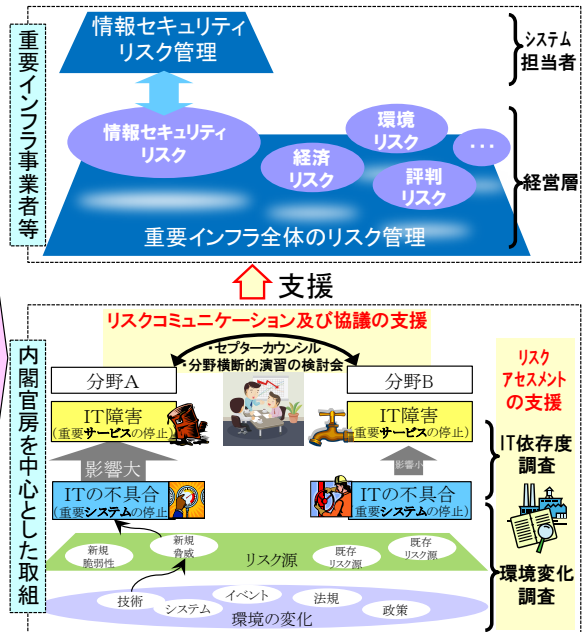 重要インフラ事業者等
情報セキュリティ
リスク管理
システム
担当者
情報セキュリティ
リスク
環境
リスク
・・・
経済
リスク
評判
リスク
経営層
重要インフラ全体のリスク管理
支援
内閣官房を中心とした取組
リスクコミュニケーション及び協議の支援
・セプターカウンシル
・分野横断的演習の検討会
分野A
分野B
リスク
アセスメント
の支援
IT障害
(重要サービスの停止)
IT障害
(重要サービスの停止)
影響大
影響小
IT依存度
調査
ITの不具合
(重要システムの停止)
ITの不具合
(重要システムの停止)
新規
脆弱性
新規
脅威
リスク源
既存
リスク源
既存
リスク源
環境変化
調査
技術
システム
イベント
法規
政策
環境の変化